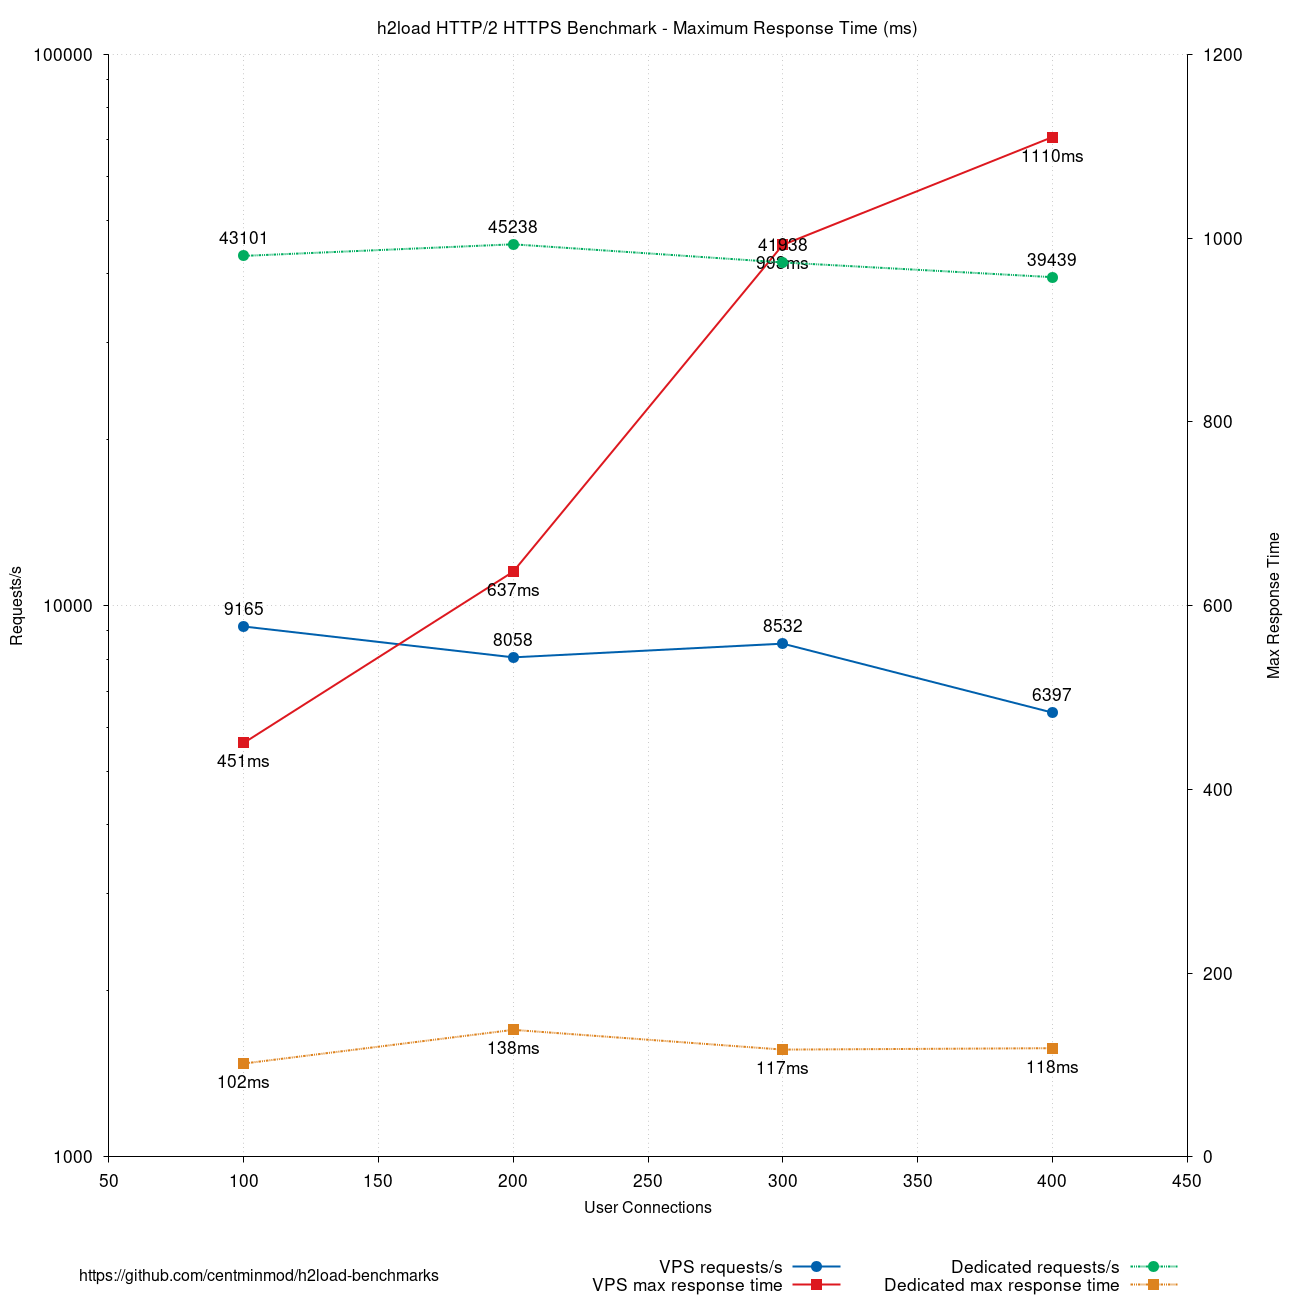 h2load HTTP/2 HTTPS Benchmark - Maximum Response Time (ms)
100000
10000
1000
Requests/s
1200
1000
800
600
400
200
0
Max Response Time
43101
45238
41938
39439
1110ms
637ms
451ms
9165
8058
8532
6397
102ms
138ms
117ms
118ms
50 100 150 200 250 300 350 400 450
User Connections
https://github.com/centminmod/h2load-benchmarks
VPS requests/s
VPS max response time
Dedicated requests/s
Dedicated max response time